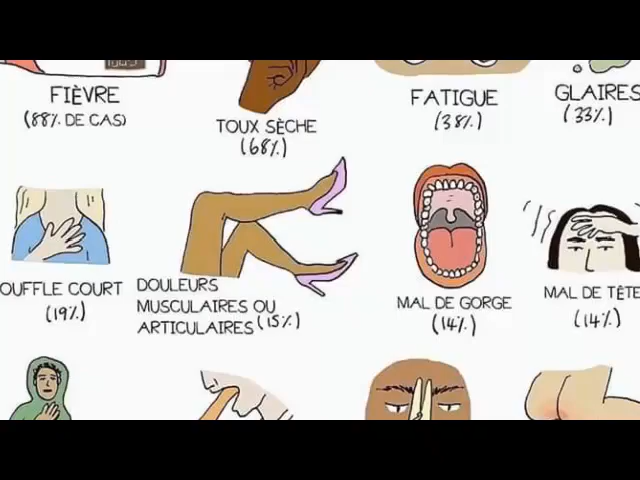 FIÈVRE
(88% DE CAS)
TOUX SÈCHE
(68%)
FATIGUE
(38%)
GLAIRES
(33%)
OUFFLE COURT
(19%)
DOULEURS
MUSCULAIRES OU
ARTICULAIRES (15%)
MAL DE GORGE
(14%)
MAL DE TÊTE
(14%)